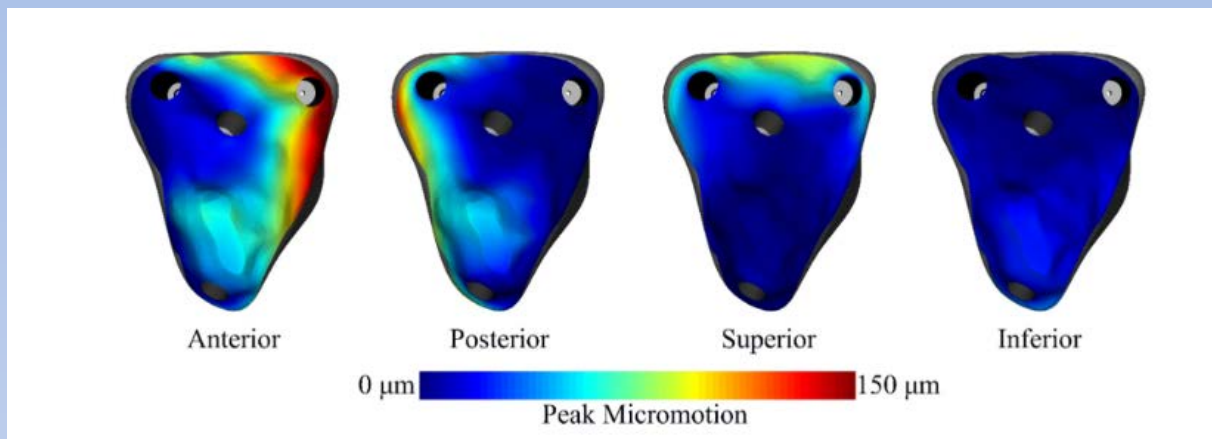 Anterior
Posterior
Superior
Inferior
0 μm
150 μm
Peak Micromotion